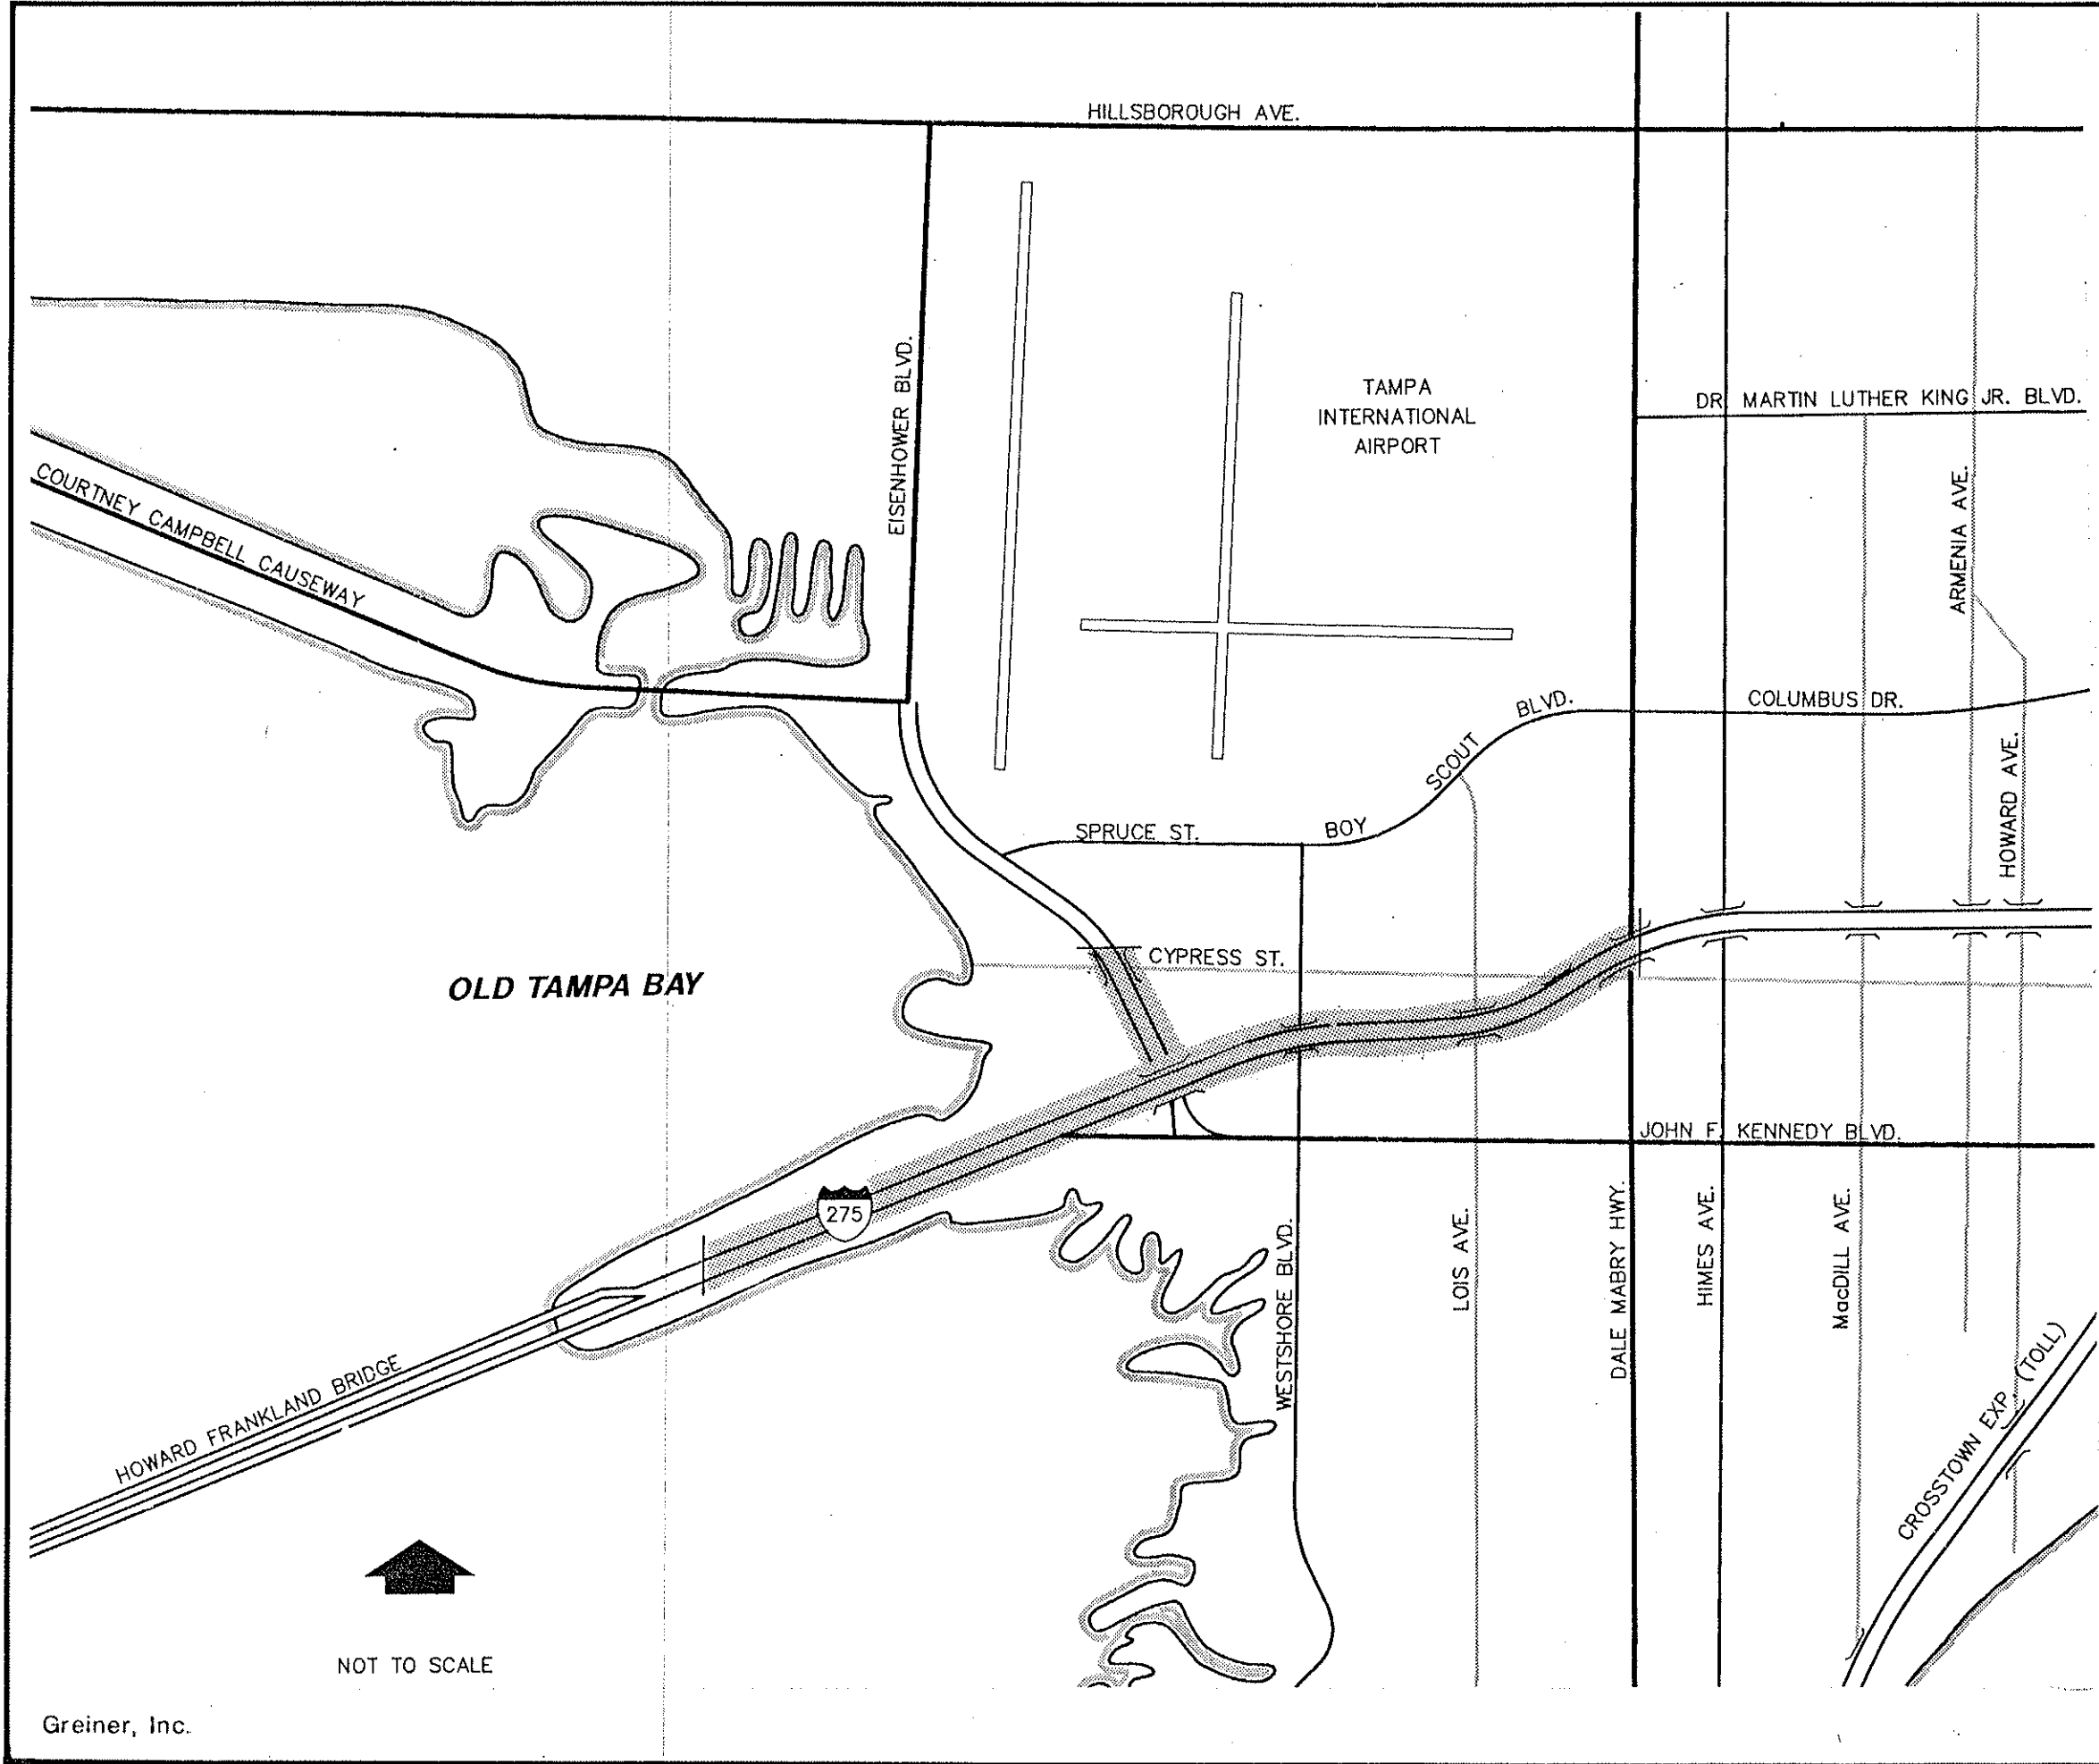 HILLSBOROUGH AVE.
EISENHOWER BLVD.
TAMPA
INTERNATIONAL
AIRPORT
DR. MARTIN LUTHER KING JR. BLVD.
COURTNEY CAMPBELL CAUSEWAY
ARMENIA AVE.
BOY SCOUT BLVD.
COLUMBUS DR.
HOWARD AVE.
SPRUCE ST.
CYPRESS ST.
OLD TAMPA BAY
JOHN F. KENNEDY BLVD.
275
WESTSHORE BLVD.
LOIS AVE.
DALE MABRY HWY.
HIMES AVE.
MacDILL AVE.
HOWARD FRANKLAND BRIDGE
CROSSTOWN EXP. (TOLL)
NOT TO SCALE
Greiner, Inc.